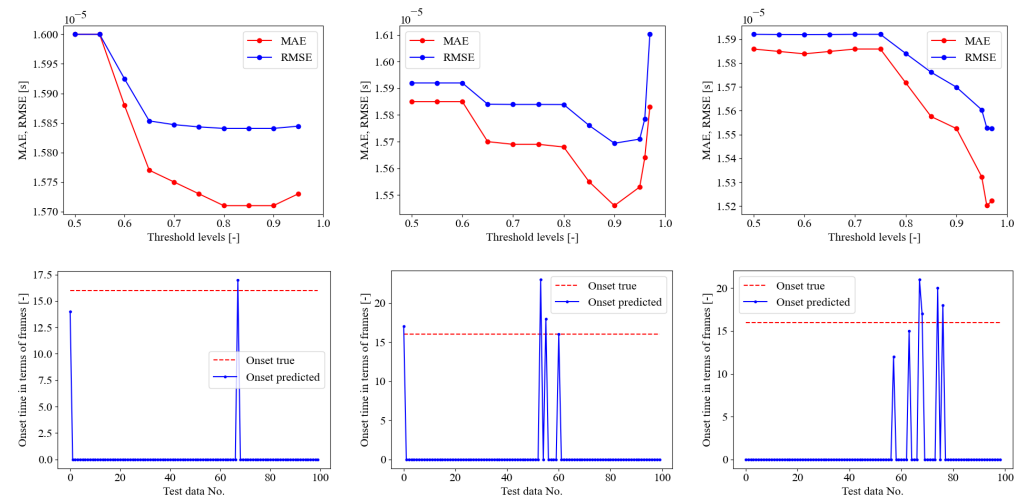 10⁻⁵
1.600
1.595
1.590
1.585
1.580
1.575
1.570
MAE, RMSE [s]
MAE
RMSE
0.5 0.6 0.7 0.8 0.9 1.0
Threshold levels [-]
10⁻⁵
1.61
1.60
1.59
1.58
1.57
1.56
1.55
MAE, RMSE [s]
MAE
RMSE
0.5 0.6 0.7 0.8 0.9 1.0
Threshold levels [-]
10⁻⁵
1.59
1.58
1.57
1.56
1.55
1.54
1.53
1.52
MAE, RMSE [s]
MAE
RMSE
0.5 0.6 0.7 0.8 0.9 1.0
Threshold levels [-]
17.5
15.0
12.5
10.0
7.5
5.0
2.5
0.0
Onset time in terms of frames [-]
Onset true
Onset predicted
0 20 40 60 80 100
Test data No.
20
15
10
5
0
Onset time in terms of frames [-]
Onset true
Onset predicted
0 20 40 60 80 100
Test data No.
20
15
10
5
0
Onset time in terms of frames [-]
Onset true
Onset predicted
0 20 40 60 80 100
Test data No.